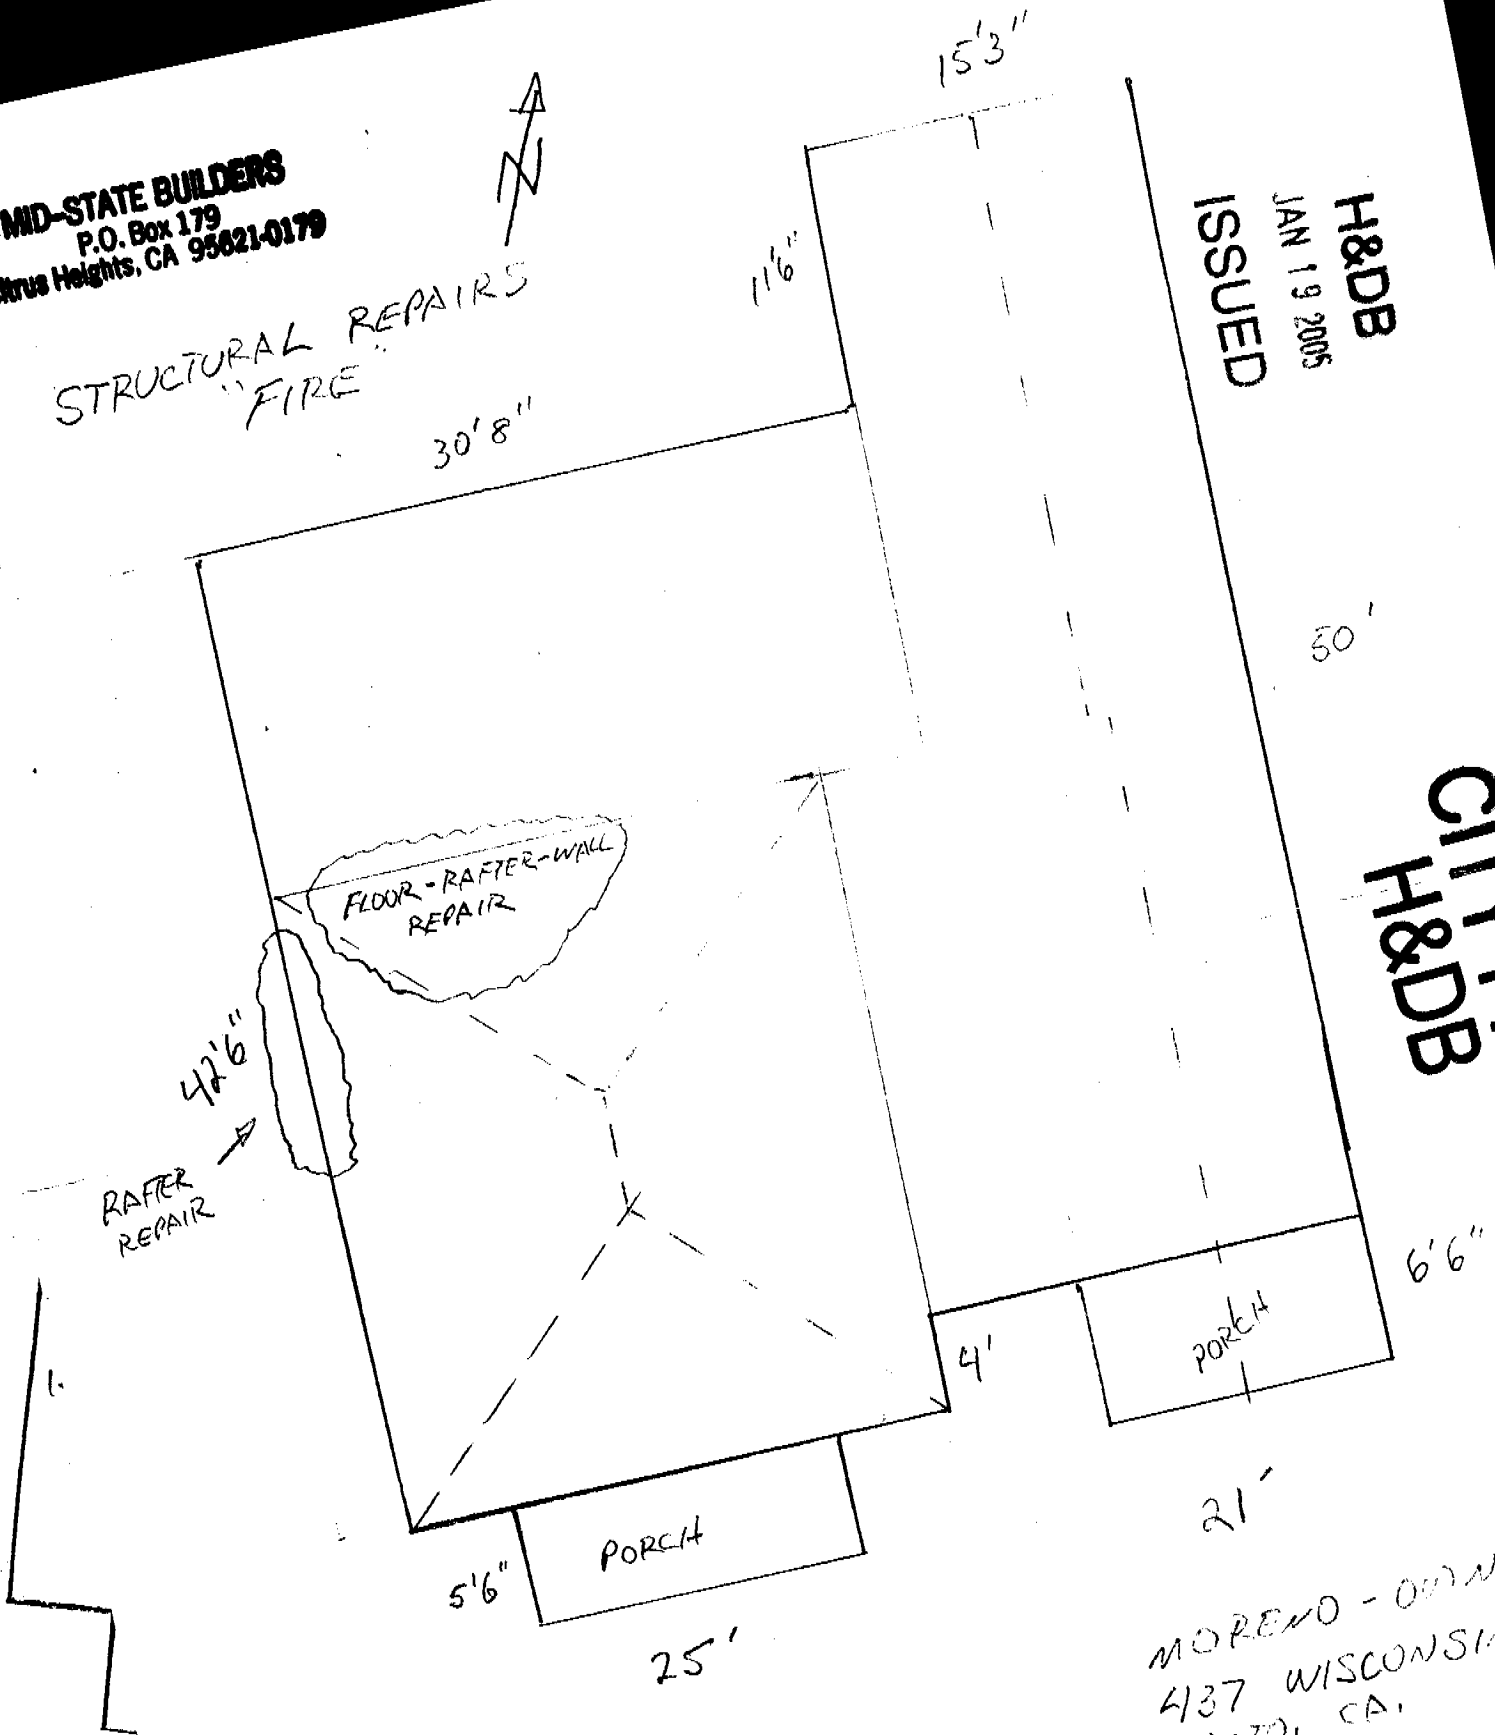 15'3"
MID-STATE BUILDERS
P.O. Box 179
Citrus Heights, CA 95621-0179
N
STRUCTURAL REPAIRS
"FIRE"
30'8"
11'6"
H&DB
JAN 19 2005
ISSUED
50'
CITY
H&DB
FLOOR-RAFTER-WALL
REPAIR
42'6"
RAFTER
REPAIR
6'6"
PORCH
4'
21'
PORCH
5'6"
25'
MORENO -
437
CA.